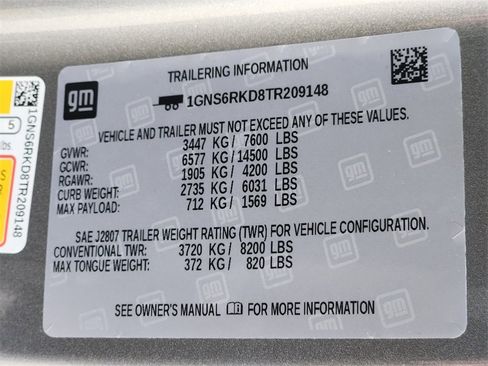 TRAILERING INFORMATION
gm
1GNS6RKD8TR209148
VEHICLE AND TRAILER MUST NOT EXCEED ANY OF THESE VALUES.
GVWR: 3447 KG/ 7600 LBS
GCWR: 6577 KG/14500 LBS
RGAWR: 1905 KG/ 4200 LBS
CURB WEIGHT: 2735 KG/ 6031 LBS
MAX PAYLOAD: 712 KG/ 1569 LBS
SAE J2807 TRAILER WEIGHT RATING (TWR) FOR VEHICLE CONFIGURATION.
CONVENTIONAL TWR: 3720 KG/ 8200 LBS
MAX TONGUE WEIGHT: 372 KG/ 820 LBS
SEE OWNER'S MANUAL FOR MORE INFORMATION
1GNS6RKD8TR209148
5
lbs